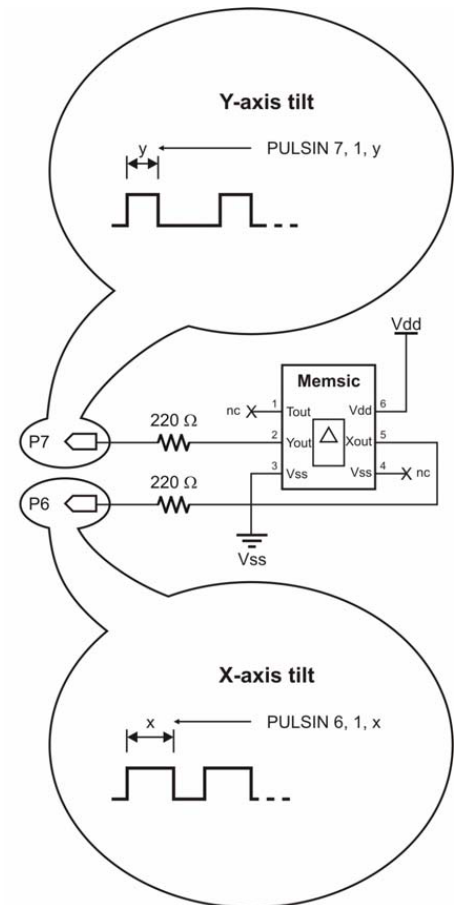 Y-axis tilt
y
PULSIN 7, 1, y
Vdd
Memsic
220 Ω
nc
1
Tout
Vdd
6
P7
2
Yout
Xout
5
220 Ω
3
Vss
Vss
4
nc
P6
Vss
X-axis tilt
x
PULSIN 6, 1, x